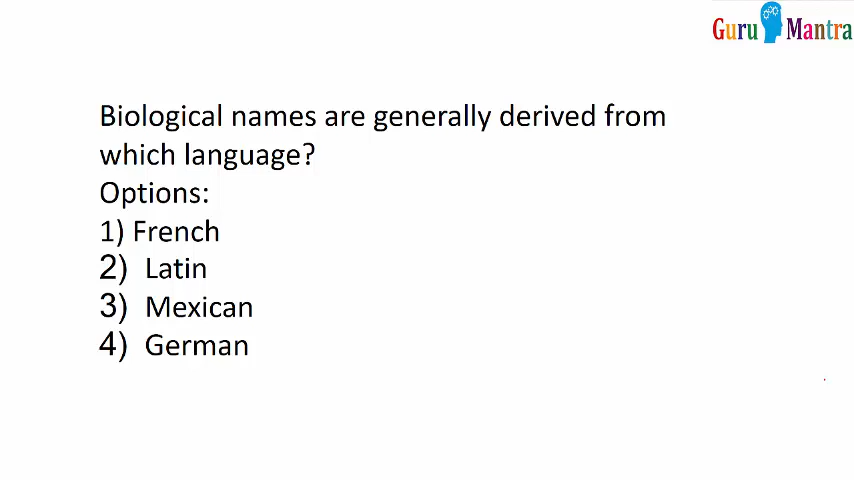 Guru Mantra
Biological names are generally derived from
which language?
Options:
1) French
2) Latin
3) Mexican
4) German